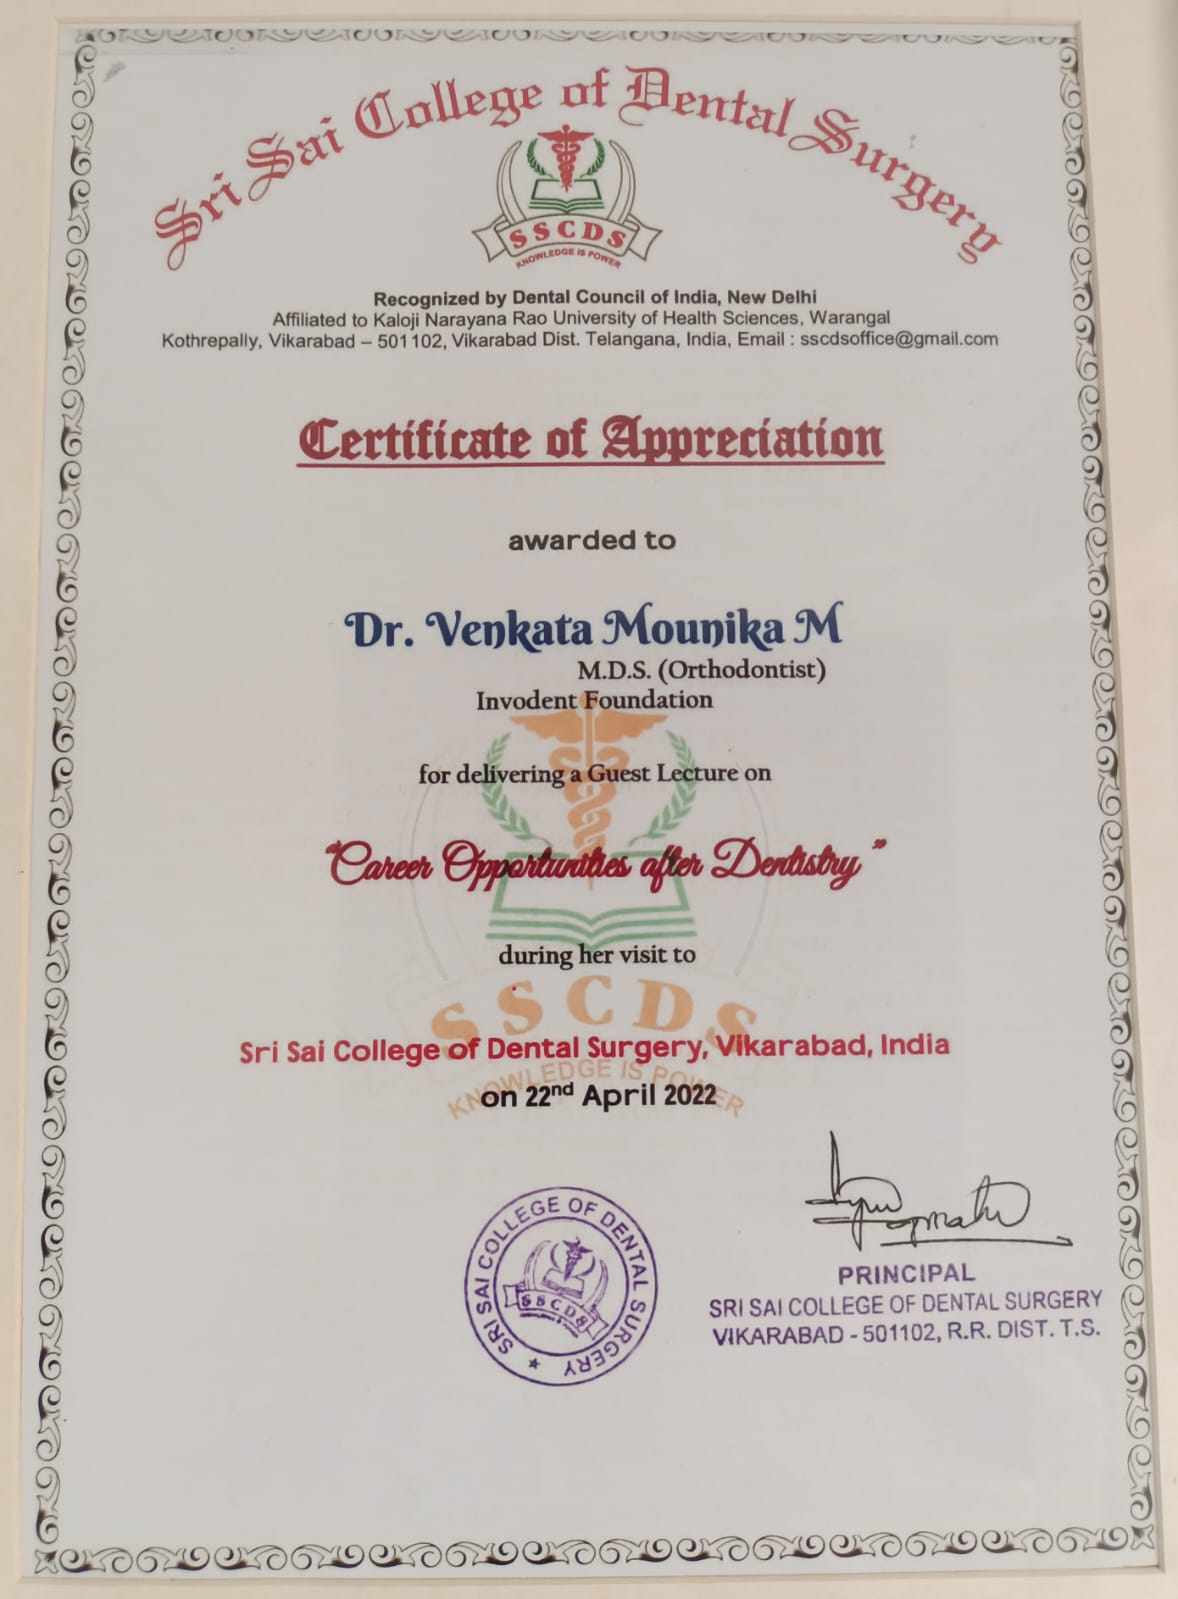 Sri Sai College of Dental Surgery
SSCDS
KNOWLEDGE IS POWER
Recognized by Dental Council of India, New Delhi
Affiliated to Kaloji Narayana Rao University of Health Sciences, Warangal
Kothrepally, Vikarabad – 501 102, Vikarabad Dist. Telangana, India, Email : sscdsoffice@gmail.com
Certificate of Appreciation
awarded to
Dr. Venkata Mounika M
M.D.S. (Orthodontist)
Invodent Foundation
for delivering a Guest Lecture on
"Career Opportunities after Dentistry"
during her visit to
SSCDS
Sri Sai College of Dental Surgery, Vikarabad, India
KNOWLEDGE IS POWER
on 22nd April 2022
SRI SAI COLLEGE OF DENTAL SURGERY
SSCDS
PRINCIPAL
SRI SAI COLLEGE OF DENTAL SURGERY
VIKARABAD - 501102, R.R. DIST. T.S.